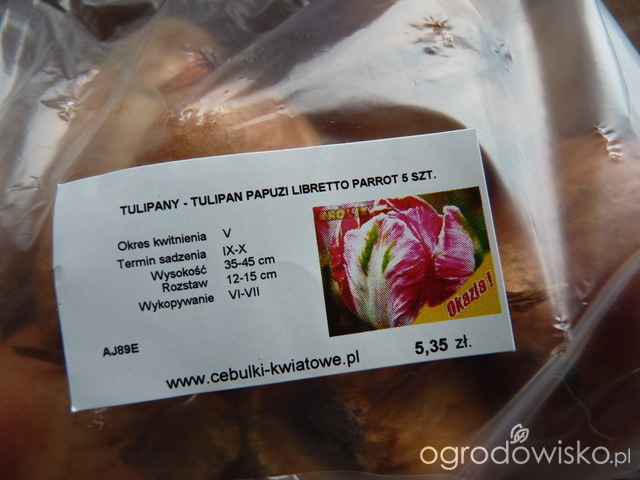 TULIPANY - TULIPAN PAPUZI LIBRETTO PARROT 5 SZT.
Okres kwitnienia V
Termin sadzenia IX-X
Wysokość 35-45 cm
Rozstaw 12-15 cm
Wykopywanie VI-VII
Okazja!
AJ89E
5,35 zł.
www.cebulki-kwiatowe.pl
ogrodowisko.pl